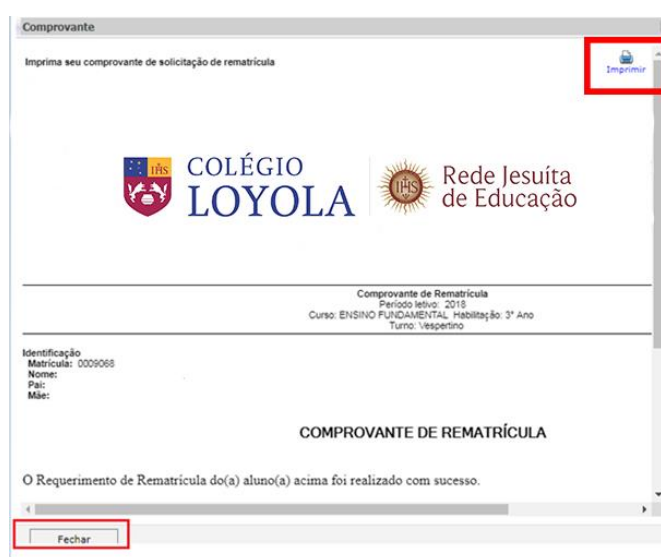 Comprovante
Imprima seu comprovante de solicitação de rematrícula
Imprimir
IHS
COLÉGIO
LOYOLA
IHS
Rede Jesuíta
de Educação
Comprovante de Rematrícula
Período letivo: 2018
Curso: ENSINO FUNDAMENTAL Habilitação: 3° Ano
Turno: Vespertino
Identificação
Matrícula: 0009068
Nome:
Pai:
Mãe:
COMPROVANTE DE REMATRÍCULA
O Requerimento de Rematrícula do(a) aluno(a) acima foi realizado com sucesso.
Fechar